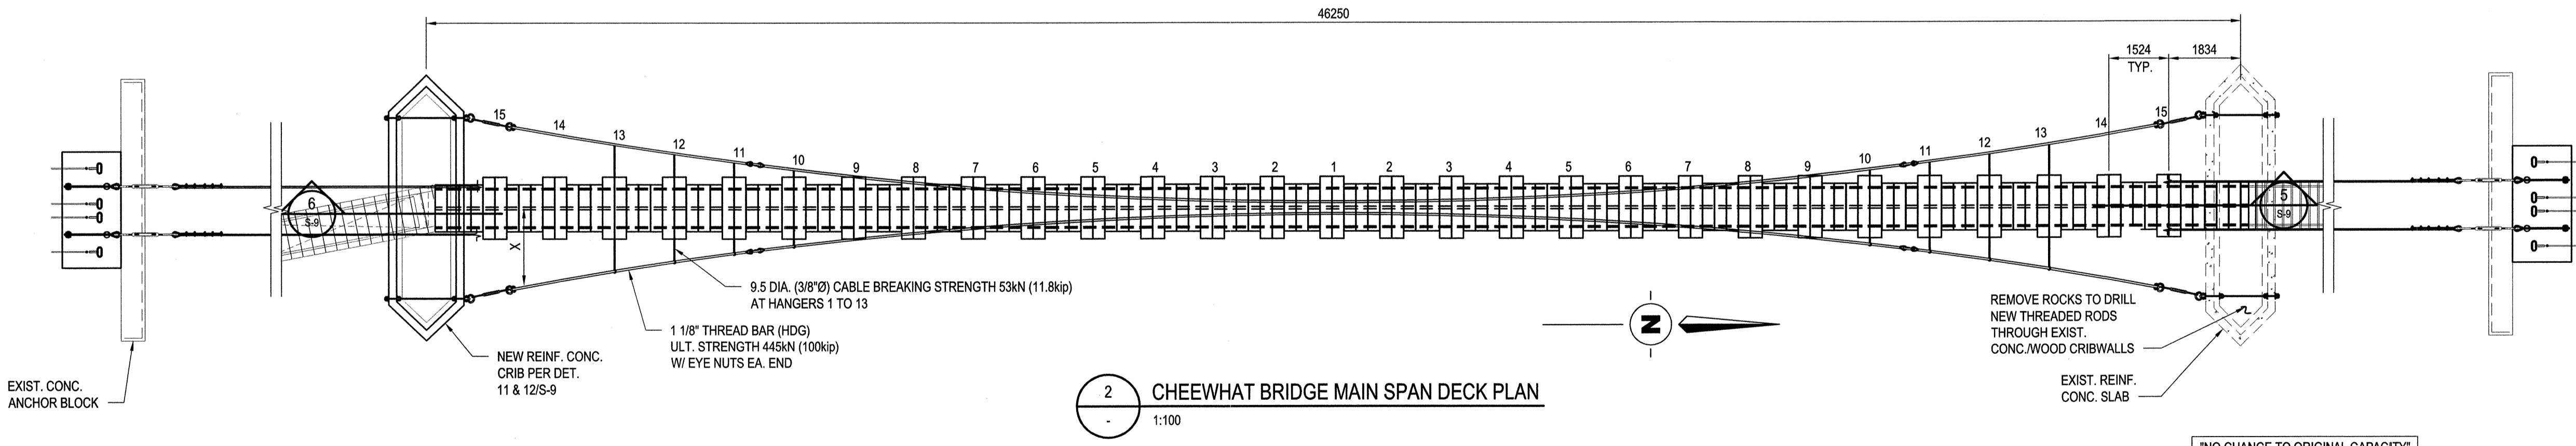 46250
1524
TYP.
1834
15
14
13
12
11
10
9
8
7
6
5
4
3
2
1
2
3
4
5
6
7
8
9
10
11
12
13
14
15
6
S-9
5
S-9
X
9.5 DIA. (3/8"Ø) CABLE BREAKING STRENGTH 53kN (11.8kip)
AT HANGERS 1 TO 13
1 1/8" THREAD BAR (HDG)
ULT. STRENGTH 445kN (100kip)
W/ EYE NUTS EA. END
NEW REINF. CONC.
CRIB PER DET.
11 & 12/S-9
EXIST. CONC.
ANCHOR BLOCK
N
REMOVE ROCKS TO DRILL
NEW THREADED RODS
THROUGH EXIST.
CONC./WOOD CRIBWALLS
EXIST. REINF.
CONC. SLAB
2
-
CHEEWHAT BRIDGE MAIN SPAN DECK PLAN
1:100
"NO CHANGE TO ORIGINAL CAPACITY"